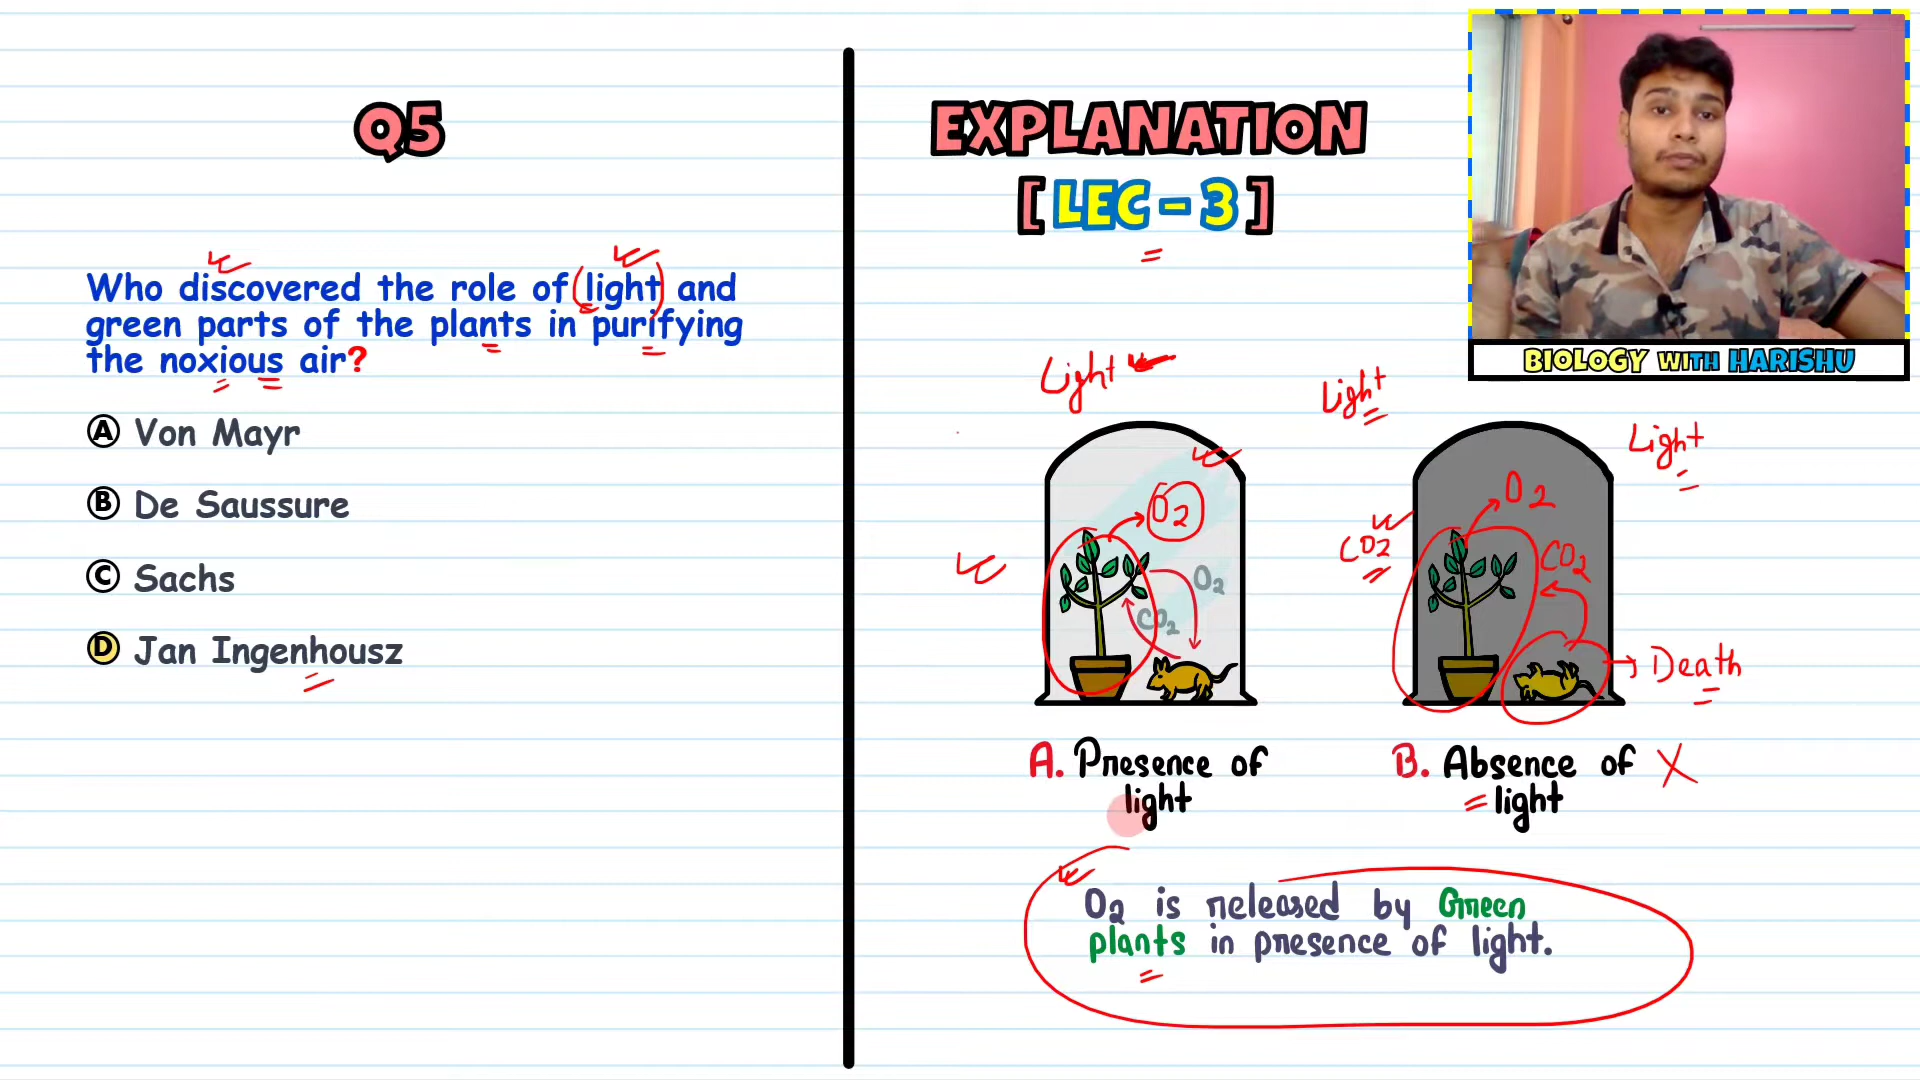 Q5
Who discovered the role of (light) and
green parts of the plants in purifying
the noxious air?
A Von Mayr
B De Saussure
C Sachs
D Jan Ingenhousz
EXPLANATION
[ LEC - 3 ]
BIOLOGY WITH HARISHU
Light
Light
Light
O2
O2
CO2
O2
CO2
CO2
Death
A. Presence of
light
B. Absence of X
light
O2 is released by Green
plants in presence of light.